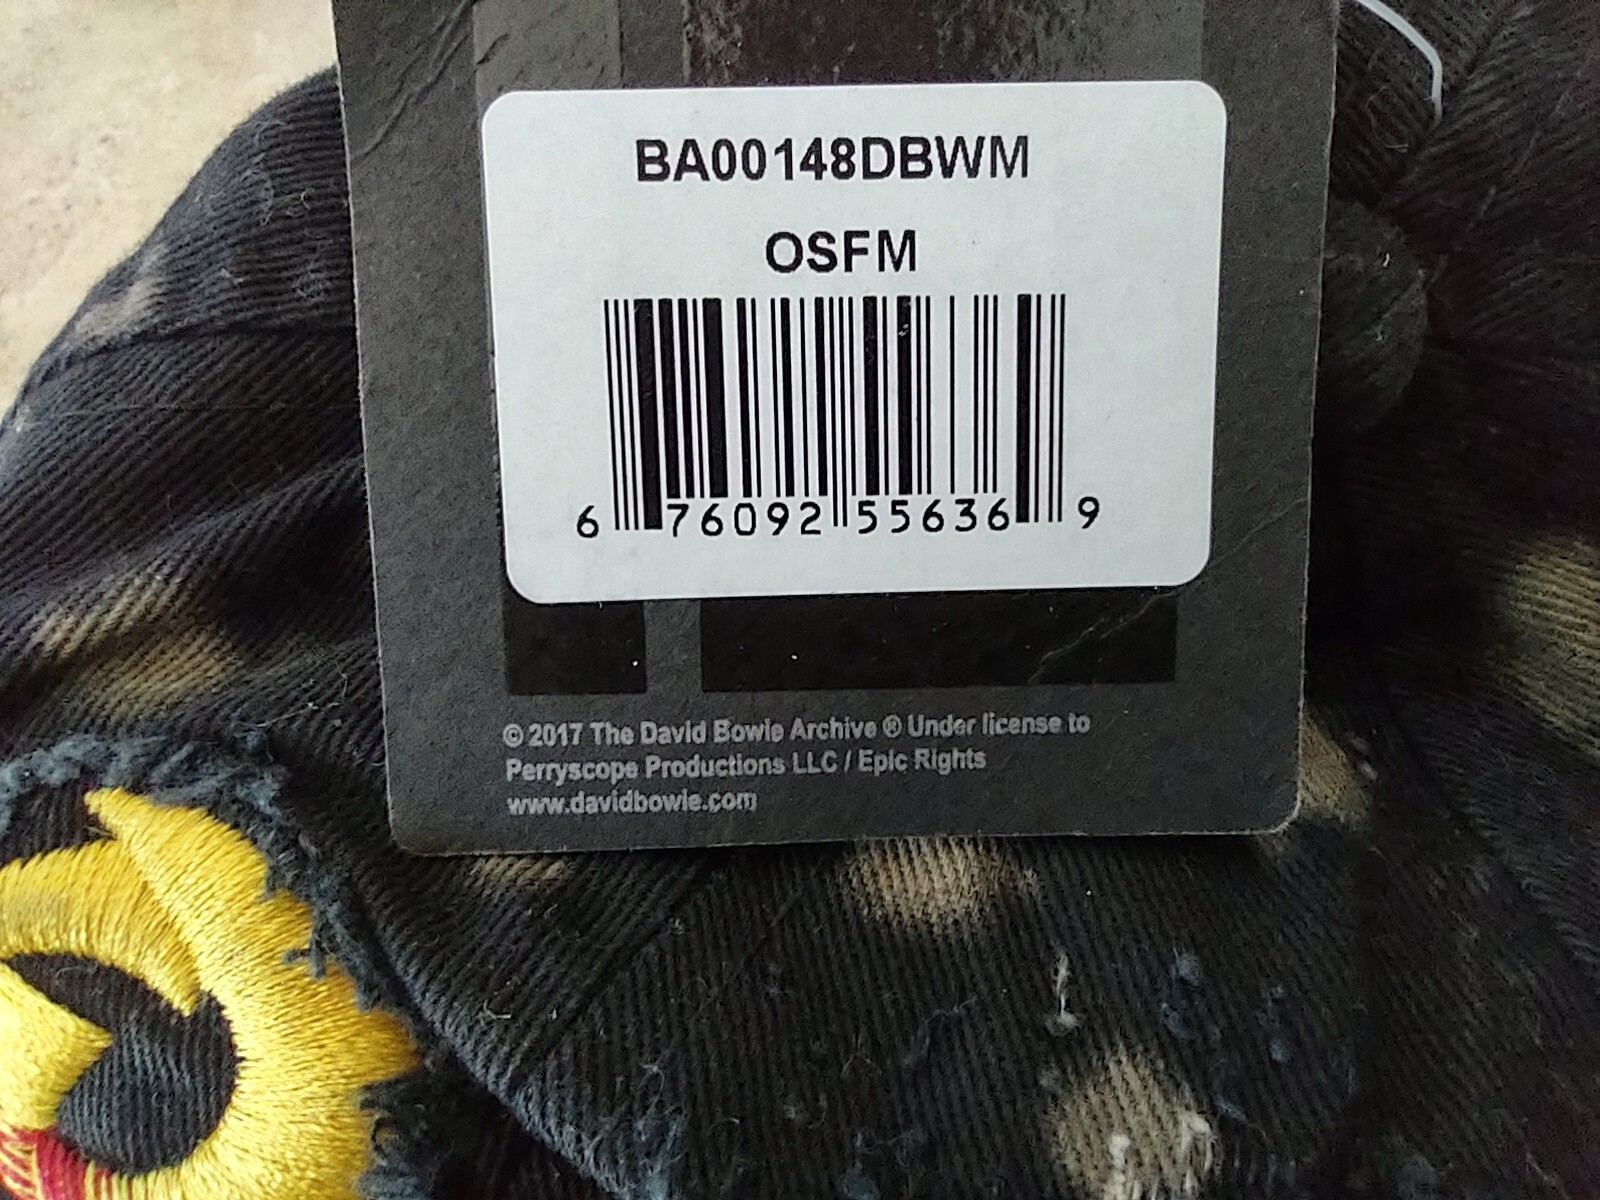 BA00148DBWM
OSFM
6 76092 55636 9
© 2017 The David Bowie Archive ® Under license to
Perryscope Productions LLC / Epic Rights
www.davidbowie.com